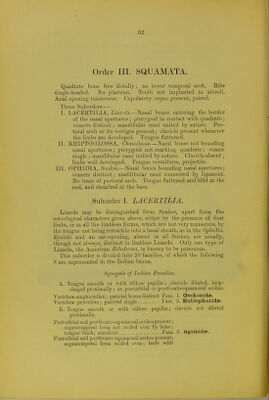 52
Order III. SQUAMATA.
Quadrate bone free distally; no lower temporal arch. Ribs
single-headed. No plastron. Teeth not implanted in alveoli.
Anal opening transverse. Copulatory organ present, paired.
Three Suborders:—
I. LACERTILIA, Lizards.—Nasal bones entering the border
of the nasal apertures; pterygoid in contact with quadrate;
vomers distinct; mandibular rami united by suture. Pec-
toral arch or its vestiges present; clavicle present wherever
the limbs are developed. Tongue flattened.
II. RHIPTOGLOSSA, Chamæleons.—Nasal bones not bounding
nasal apertures; pterygoid not reaching quadrate; vomer
single; mandibular rami united by suture. Clavicle absent;
limbs well developed. Tongue vermiform, projectile.
III. OPHIDIA, Snakes.—Nasal bones bounding nasal apertures;
vomers distinct; mandibular rami connected by ligament.
No trace of pectoral arch. Tongue flattened and bifid at the
end, and sheathed at the base.
Suborder I. LACERTILIA.
Lizards may be distinguished from Snakes, apart from the
osteological characters given above, either by the presence of four
limbs, or in all the limbless forms, which are not very numerous, by
the tongue not being retractile into a basal sheath, as in the Ophidia.
Eyelids and an ear-opening, absent in all Snakes, are usually,
though not always, distinct in limbless Lizards. Only one type of
Lizards, the American Heloderma, is known to be poisonous.
This suborder is divided into 20 families, of which the following
8 are represented in the Indian fauna.
Synopsis of Indian Families.
A. Tongue smooth or with villose papillæ; clavicle dilated, loop-
shaped proximally; no postorbital or postfronto-squamosal arches.
Vertebræ amphicœlian; parietal bones distinct Fam. 1. Geckonidæ.
Vertebræ procœlian; parietal single Fam. 2. Eublepharidæ.
B. Tongue smooth or with villose papillæ; clavicle not dilated
proximally.
Postorbital and postfronto-squamosal arches present;
supratemporal fossa not roofed over by bone;
tongue thick; acrodont Fam. 3. Agamidæ.
Postorbital and postfronto-squamosal arches present;
supratemporal fossa roofed over; body with